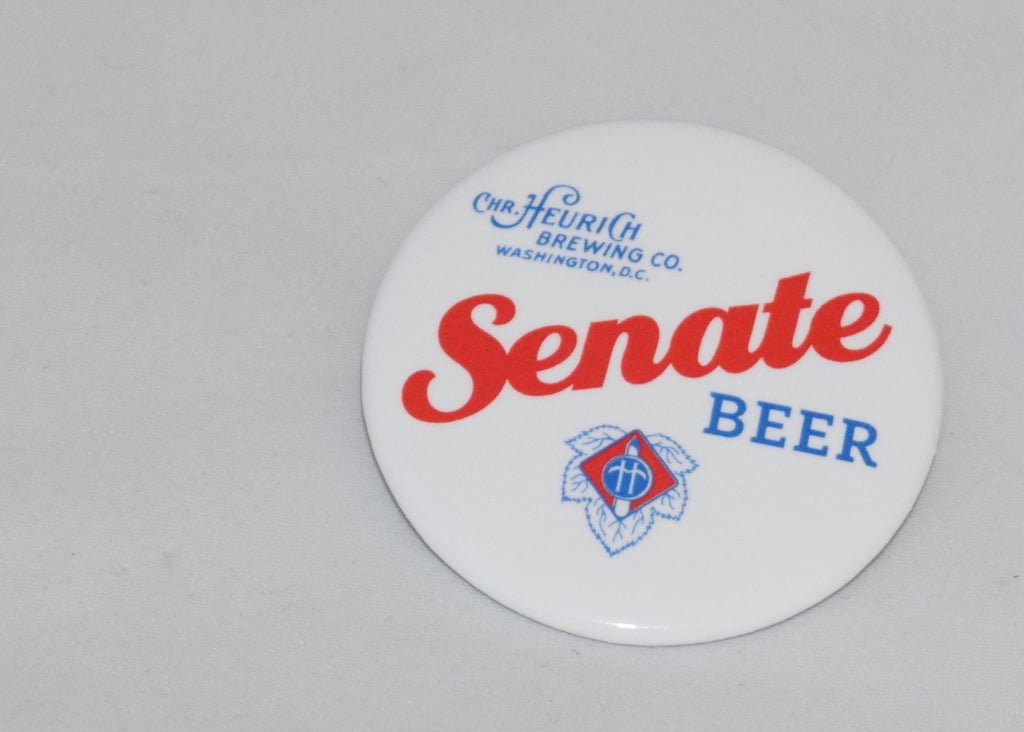 CHR. HEURICH
BREWING CO.
WASHINGTON, D.C.
Senate
BEER
H